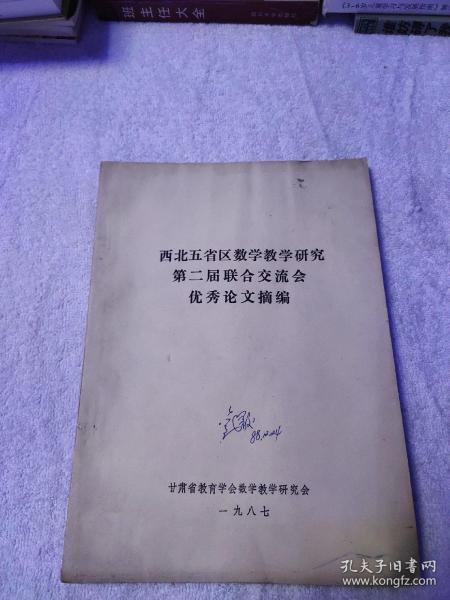 班主任大全
西北五省区数学教学研究
第二届联合交流会
优秀论文摘编
88.12.24
甘肃省教育学会数学教学研究会
一九八七
孔夫子旧书网
www.kongfz.com